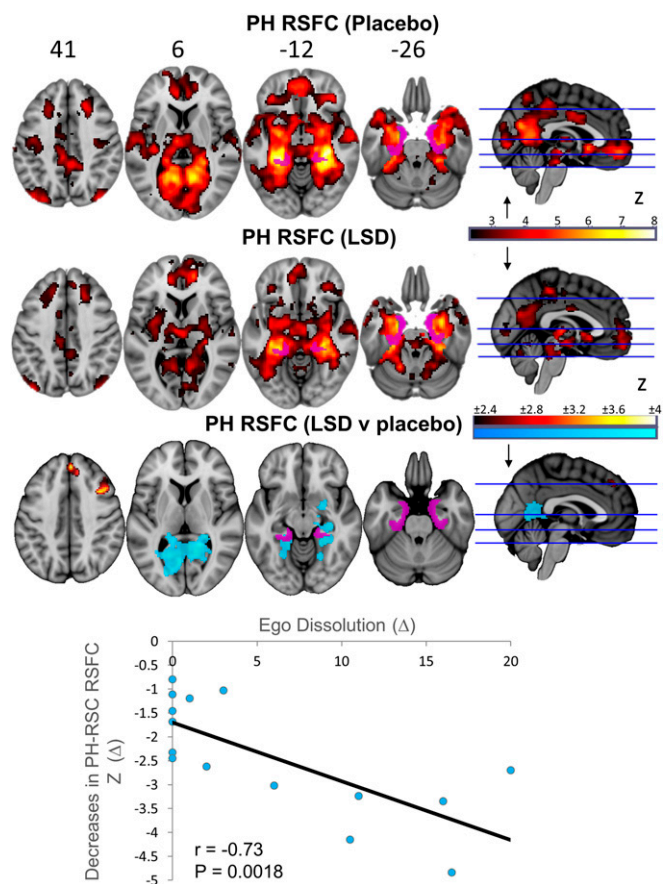 PH RSFC (Placebo)
41 6 -12 -26
Z
3 4 5 6 7 8
PH RSFC (LSD)
Z
±2.4 ±2.8 ±3.2 ±3.6 ±4
PH RSFC (LSD v placebo)
Ego Dissolution (Δ)
0 5 10 15 20
0
-0.5
-1
-1.5
-2
-2.5
-3
-3.5
-4
-4.5
-5
Decreases in PH-RSC RSFC
Z (Δ)
r = -0.73
P = 0.0018